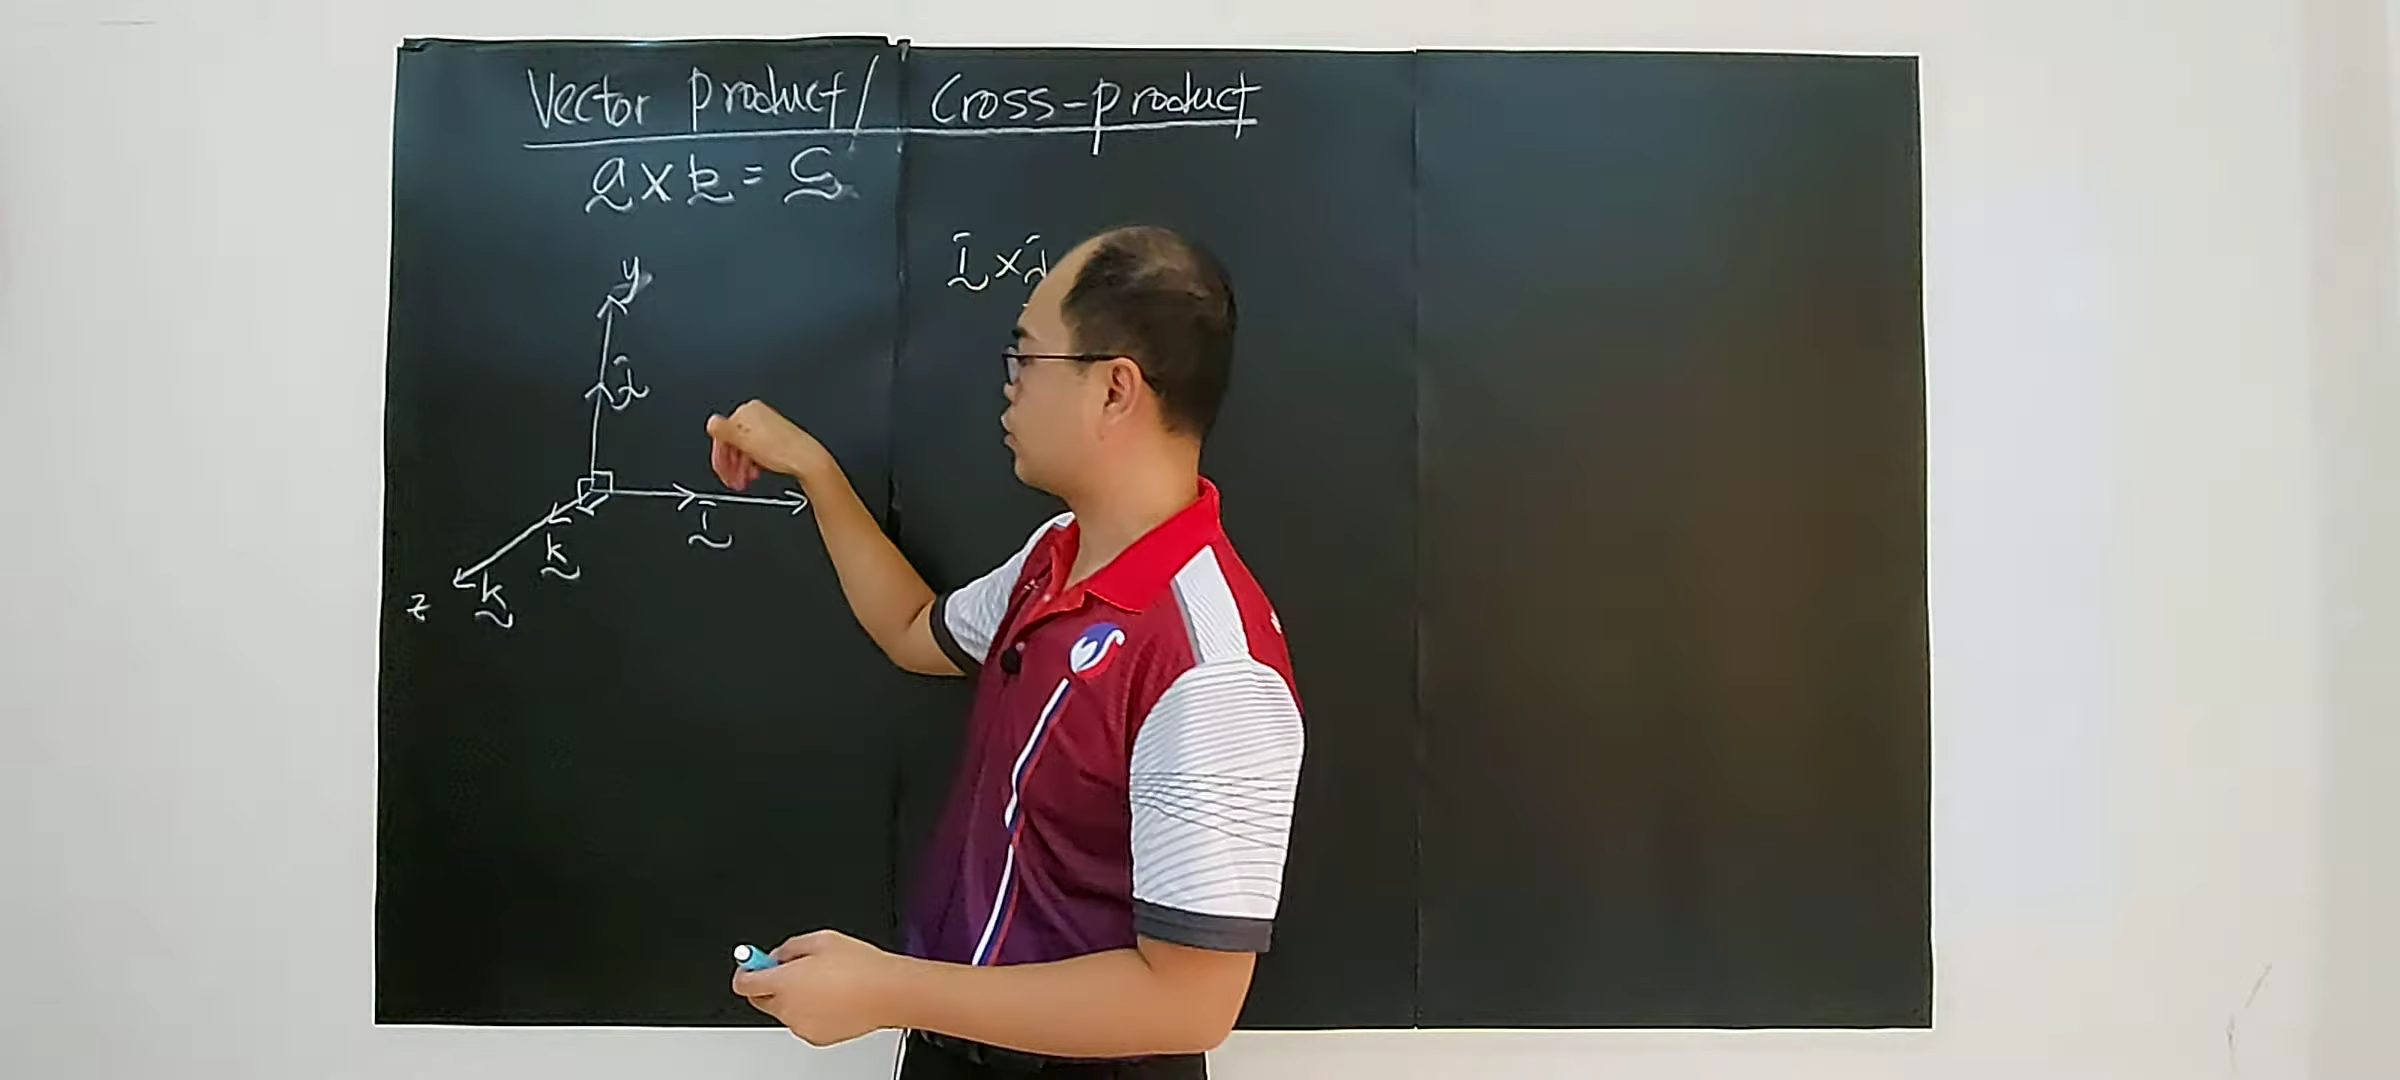 Vector product / Cross-product
a x b = c
i x j
y
j
i
k
k
z